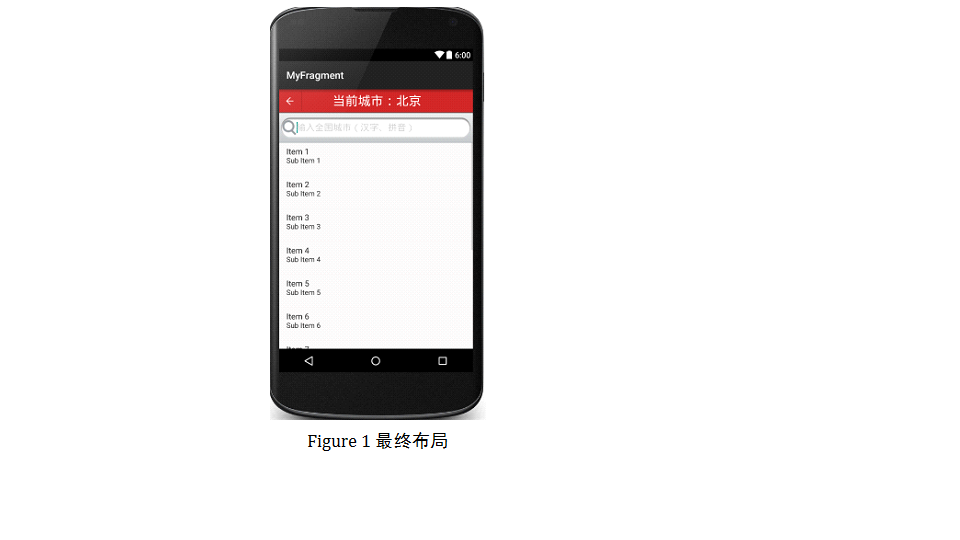 6:00
MyFragment
当前城市：北京
输入全国城市（汉字、拼音）
Item 1
Sub Item 1
Item 2
Sub Item 2
Item 3
Sub Item 3
Item 4
Sub Item 4
Item 5
Sub Item 5
Item 6
Sub Item 6
Figure 1 最终布局